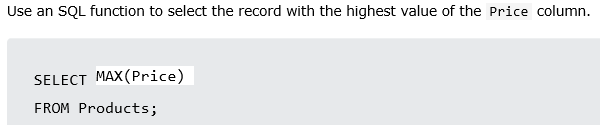 Use an SQL function to select the record with the highest value of the Price column.
SELECT MAX(Price)
FROM Products;